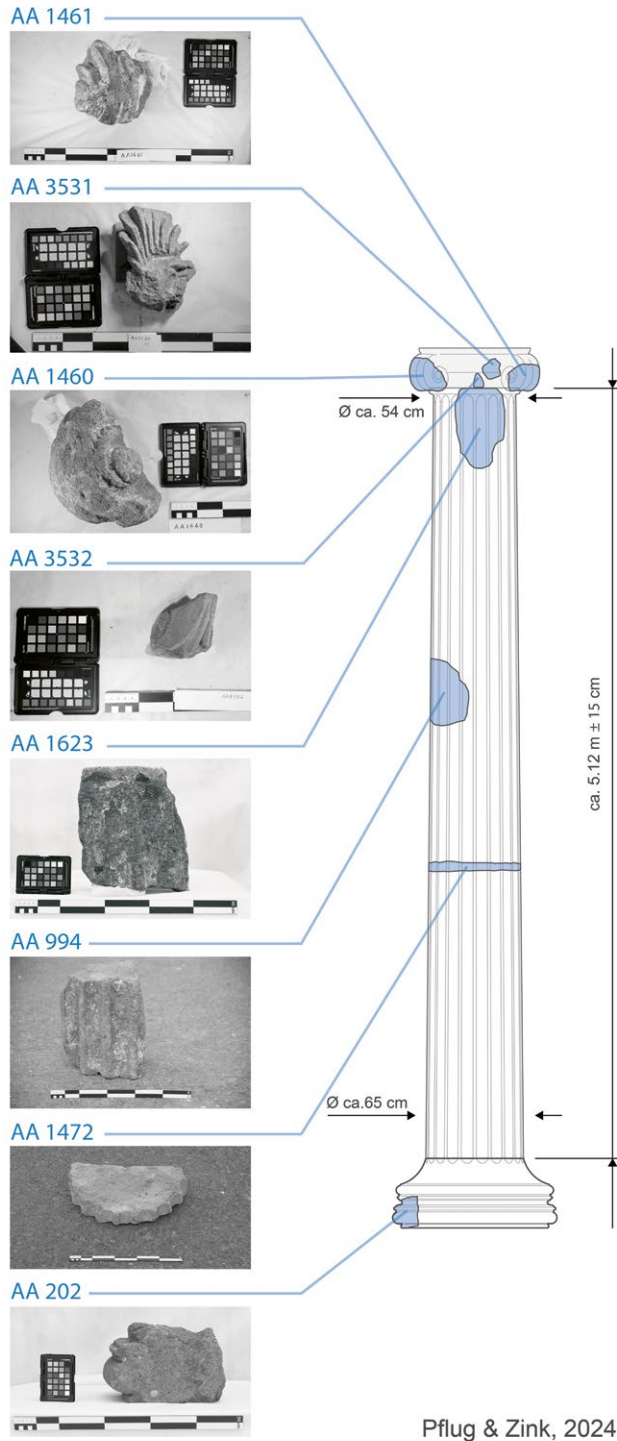 AA 1461
AA 3531
AA 1460
Ø ca. 54 cm
AA 3532
AA 1623
ca. 5.12 m ± 15 cm
AA 994
Ø ca.65 cm
AA 1472
AA 202
Pflug & Zink, 2024